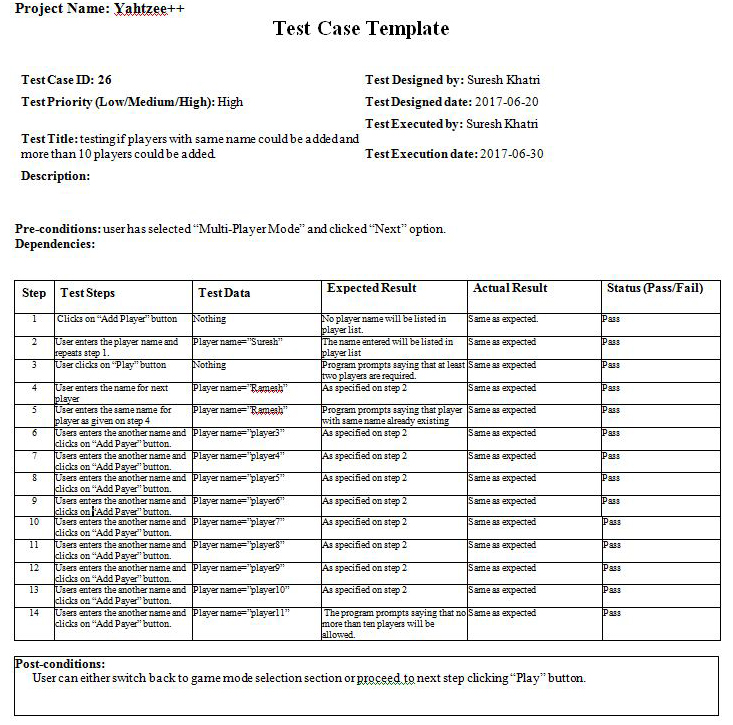 Project Name: Yahtzee++
Test Case Template
Test Case ID: 26
Test Designed by: Suresh Khatri
Test Priority (Low/Medium/High): High
Test Designed date: 2017-06-20
Test Executed by: Suresh Khatri
Test Title: testing if players with same name could be added and
more than 10 players could be added.
Test Execution date: 2017-06-30
Description:
Pre-conditions: user has selected “Multi-Player Mode” and clicked “Next” option.
Dependencies:
Step Test Steps Test Data Expected Result Actual Result Status (Pass/Fail)
1 Clicks on “Add Player” button Nothing No player name will be listed in Same as expected. Pass
player list.
2 User enters the player name and Player name=”Suresh” The name entered will be listed in Same as expected Pass
repeats step 1. player list
3 User clicks on “Play” button Nothing Program prompts saying that at least Same as expected Pass
two players are required.
4 User enters the name for next Player name=”Ramesh” As specified on step 2 Same as expected Pass
player
5 User enters the same name for Player name=”Ramesh” Program prompts saying that player Same as expected Pass
player as given on step 4 with same name already existing
6 Users enters the another name and Player name=”player3” As specified on step 2 Same as expected Pass
clicks on “Add Payer” button.
7 Users enters the another name and Player name=”player4” As specified on step 2 Same as expected Pass
clicks on “Add Payer” button.
8 Users enters the another name and Player name=”player5” As specified on step 2 Same as expected Pass
clicks on “Add Payer” button.
9 Users enters the another name and Player name=”player6” As specified on step 2 Same as expected Pass
clicks on “Add Payer” button.
10 Users enters the another name and Player name=”player7” As specified on step 2 Same as expected Pass
clicks on “Add Payer” button.
11 Users enters the another name and Player name=”player8” As specified on step 2 Same as expected Pass
clicks on “Add Payer” button.
12 Users enters the another name and Player name=”player9” As specified on step 2 Same as expected Pass
clicks on “Add Payer” button.
13 Users enters the another name and Player name=”player10” As specified on step 2 Same as expected Pass
clicks on “Add Payer” button.
14 Users enters the another name and Player name=”player11” The program prompts saying that no Same as expected Pass
clicks on “Add Payer” button. more than ten players will be
allowed.
Post-conditions:
User can either switch back to game mode selection section or proceed to next step clicking “Play” button.